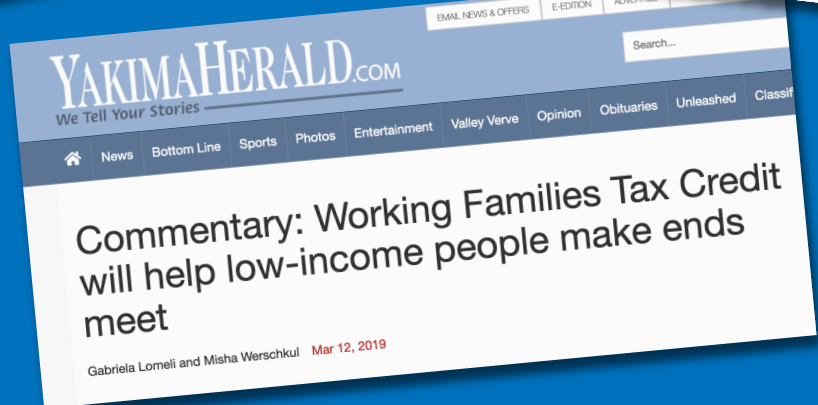 EMAIL NEWS & OFFERS E-EDITION
YAKIMAHERALD.COM
Search...
We Tell Your Stories
News Bottom Line Sports Photos Entertainment Valley Verve Opinion Obituaries Unleashed Classif
Commentary: Working Families Tax Credit
will help low-income people make ends
meet
Gabriela Lomeli and Misha Werschkul Mar 12, 2019